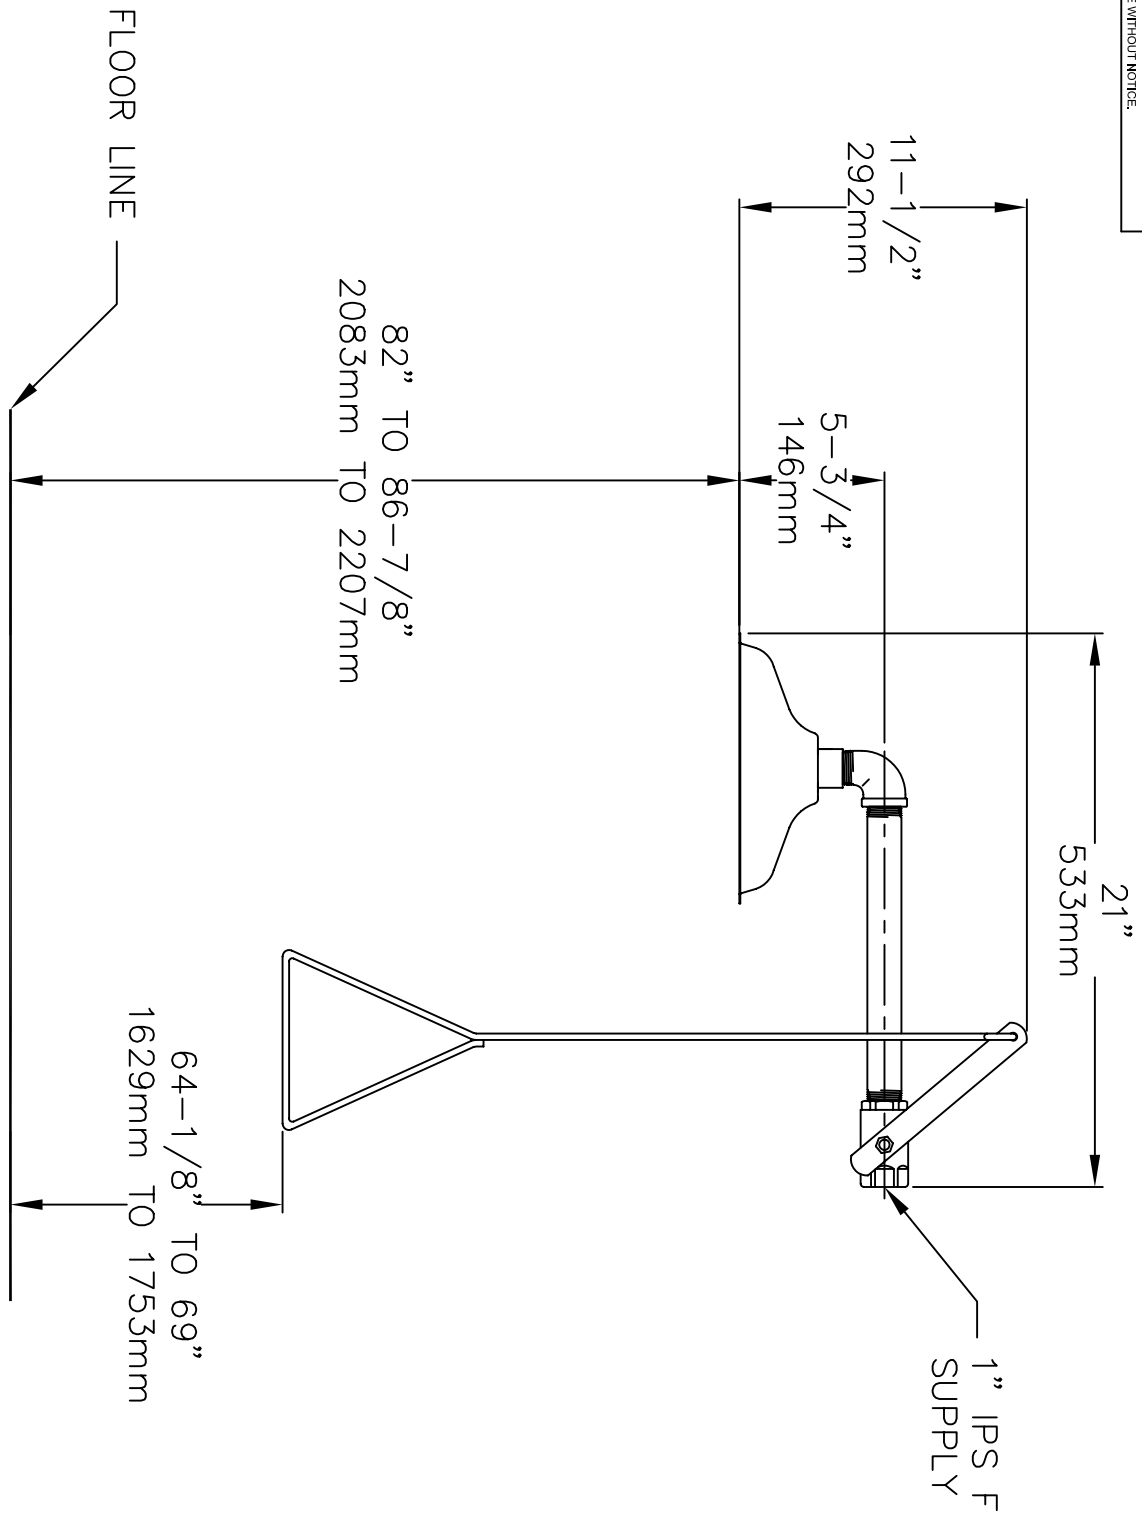 E WITHOUT NOTICE.
21”
533mm
1” IPS F
SUPPLY
11-1/2”
292mm
5-3/4”
146mm
82” TO 86-7/8”
2083mm TO 2207mm
64-1/8” TO 69”
1629mm TO 1753mm
FLOOR LINE